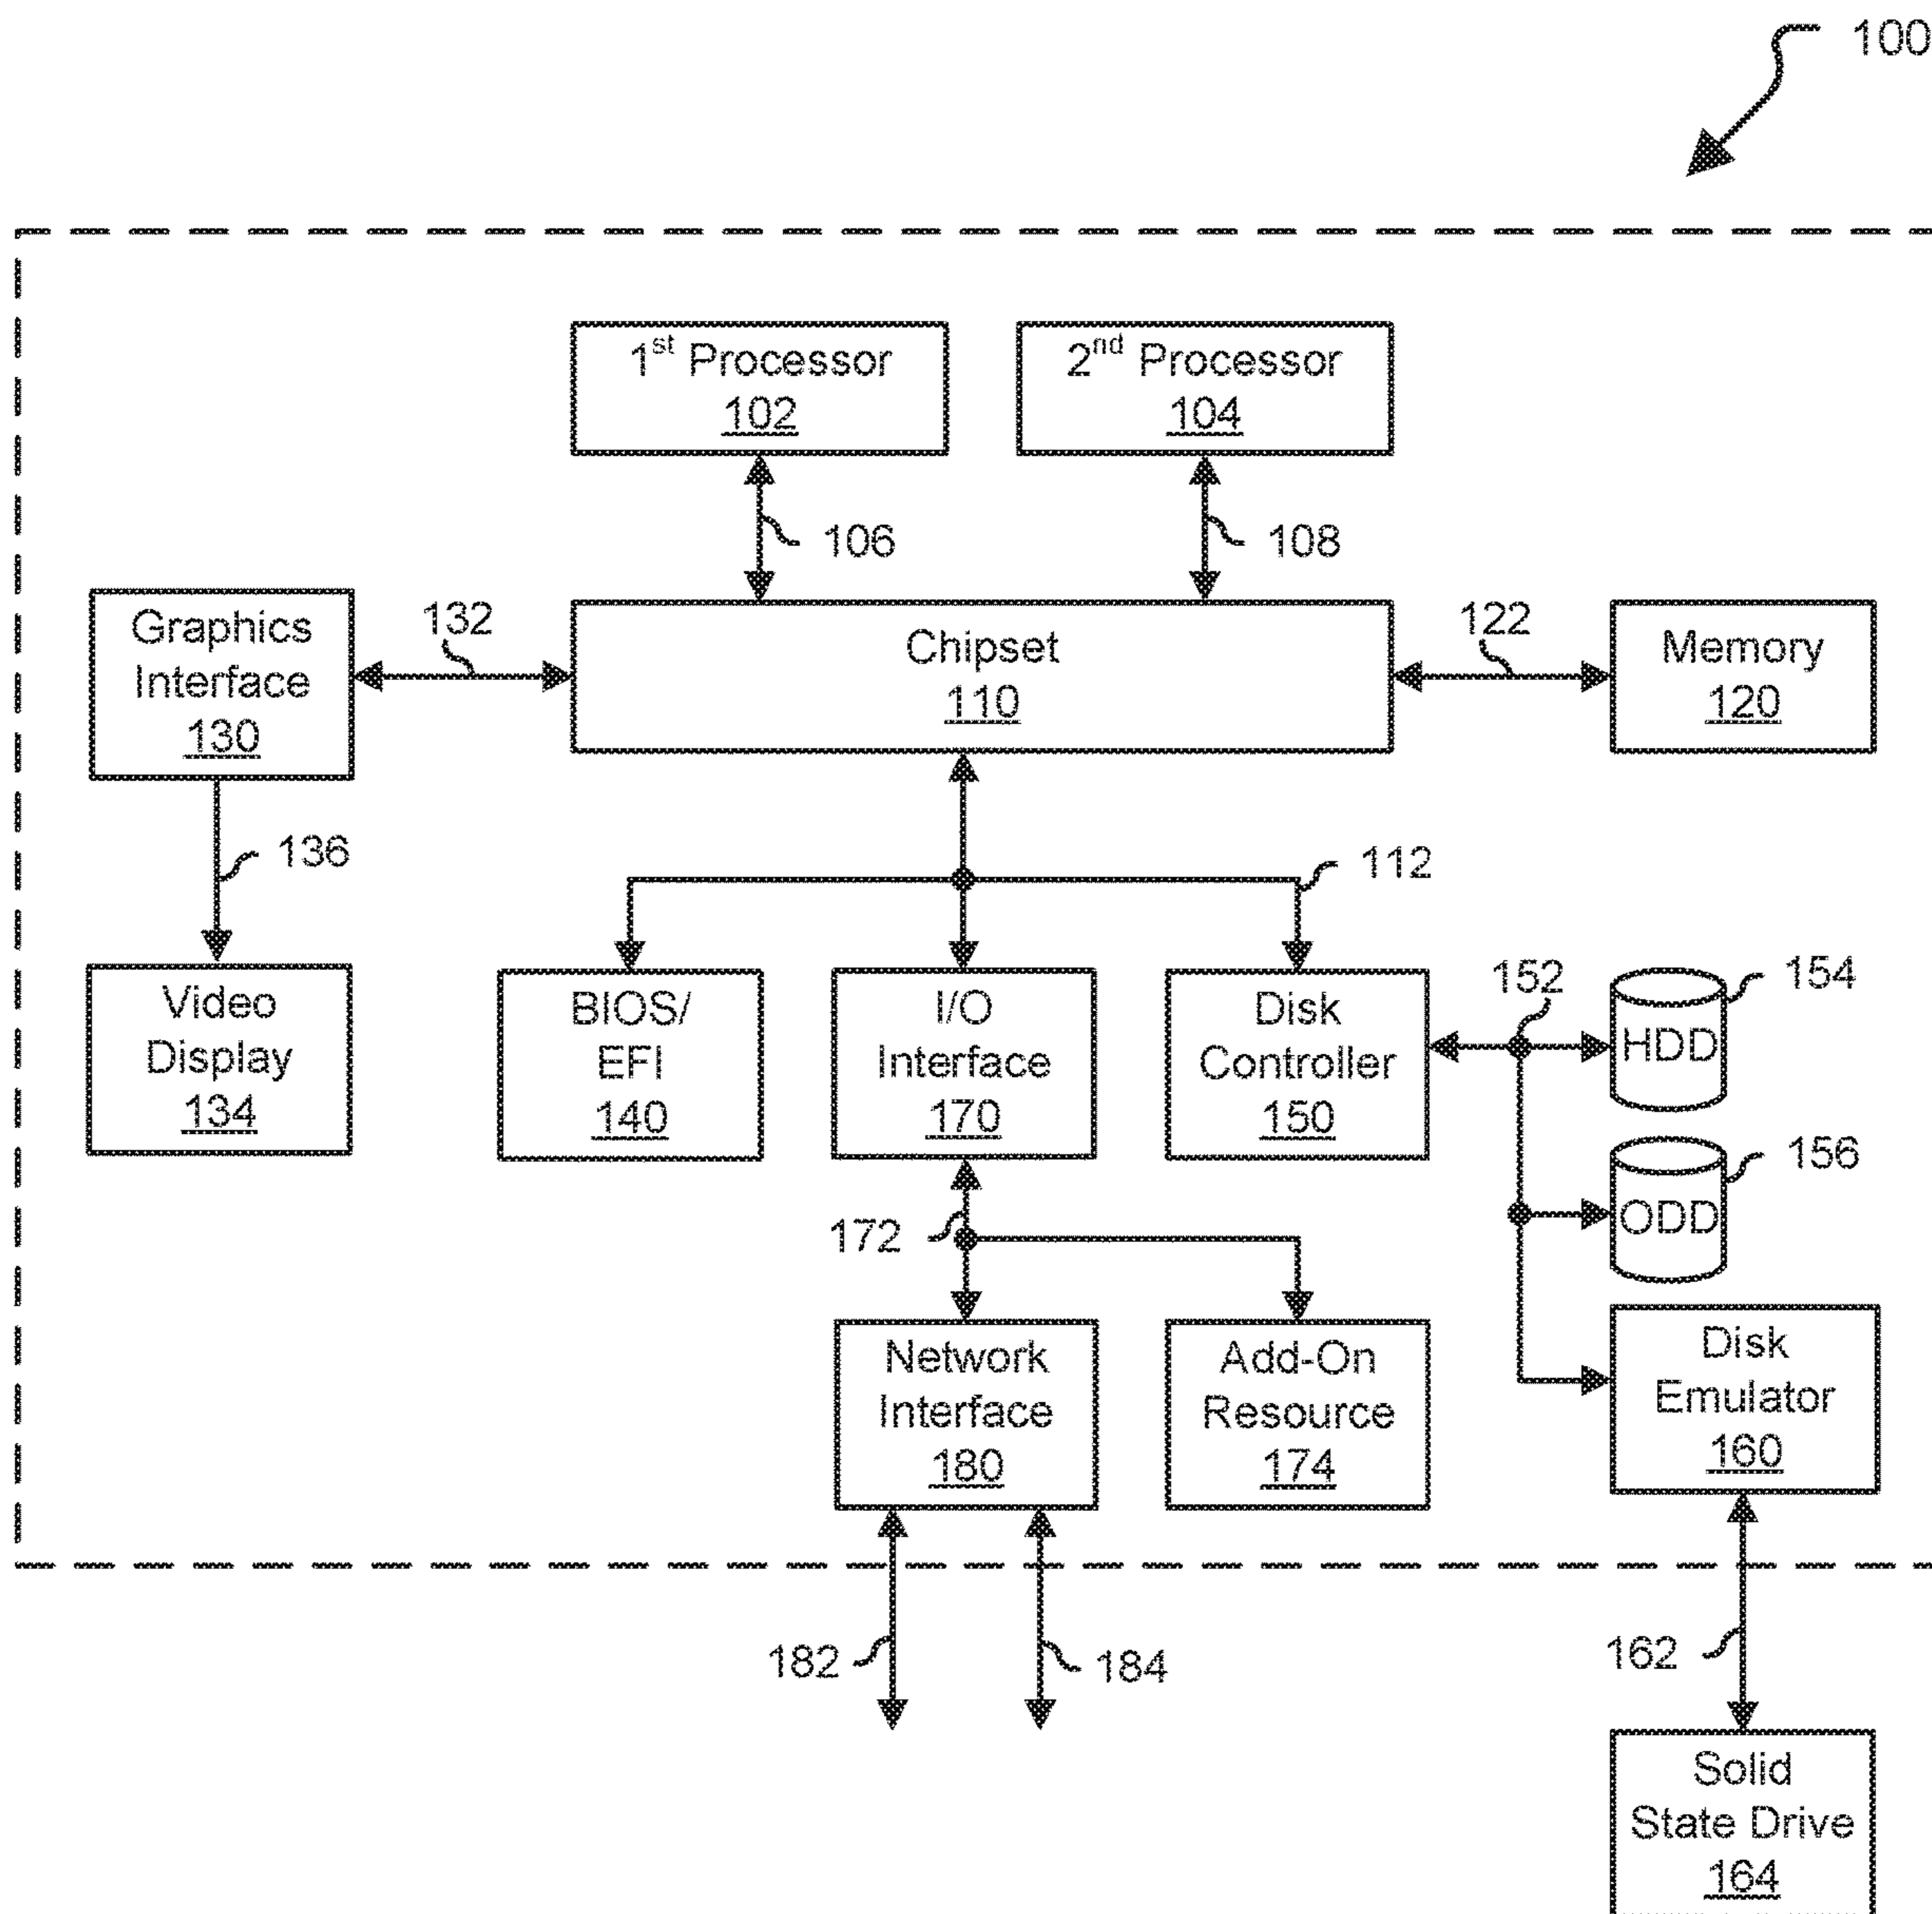 100
1st Processor
102
2nd Processor
104
106
108
Graphics
Interface
130
132
Chipset
110
122
Memory
120
136
112
Video
Display
134
BIOS/
EFI
140
I/O
Interface
170
Disk
Controller
150
152
HDD
154
ODD
156
172
Network
Interface
180
Add-On
Resource
174
Disk
Emulator
160
182
184
162
Solid
State Drive
164